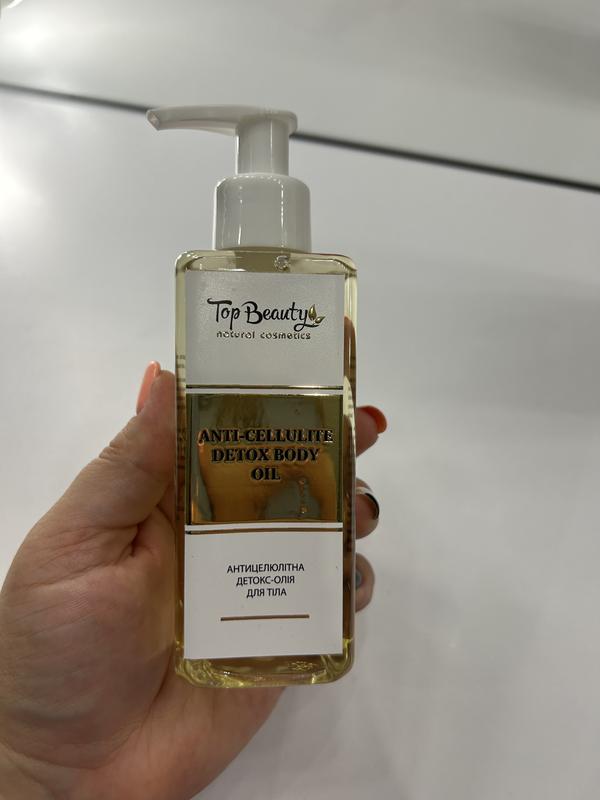 Top Beauty
natural cosmetics
ANTI-CELLULITE
DETOX BODY
OIL
АНТИЦЕЛЮЛІТНА
ДЕТОКС-ОЛІЯ
ДЛЯ ТІЛА